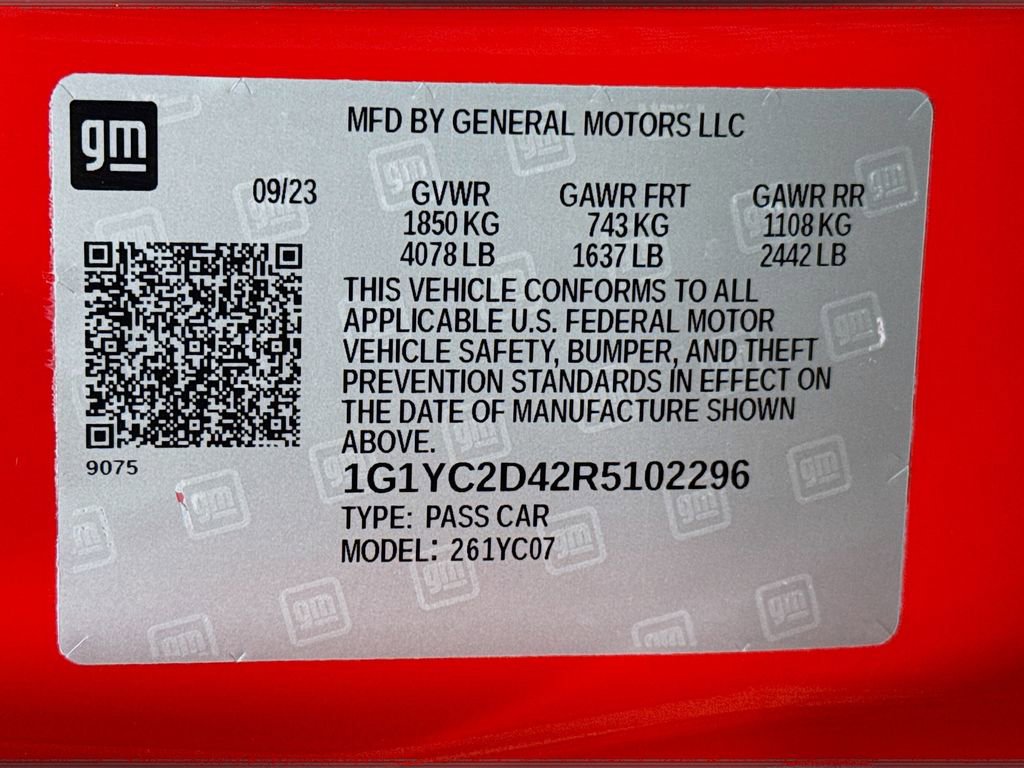 gm
MFD BY GENERAL MOTORS LLC
09/23 GVWR GAWR FRT GAWR RR
1850 KG 743 KG 1108 KG
4078 LB 1637 LB 2442 LB
THIS VEHICLE CONFORMS TO ALL
APPLICABLE U.S. FEDERAL MOTOR
VEHICLE SAFETY, BUMPER, AND THEFT
PREVENTION STANDARDS IN EFFECT ON
THE DATE OF MANUFACTURE SHOWN
ABOVE.
9075
1G1YC2D42R5102296
TYPE: PASS CAR
MODEL: 261YC07